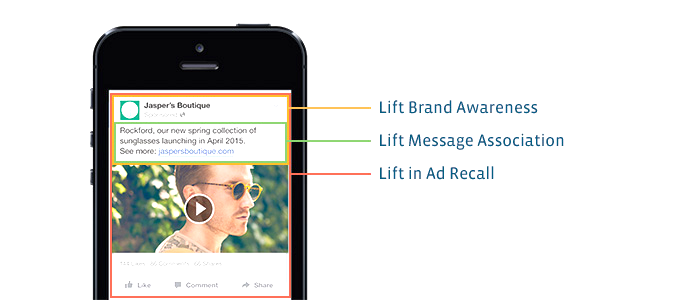 Jasper's Boutique
Sponsored
Rockford, our new spring collection of
sunglasses launching in April 2015.
See more: jaspersboutique.com
Like
Comment
Share
Lift Brand Awareness
Lift Message Association
Lift in Ad Recall